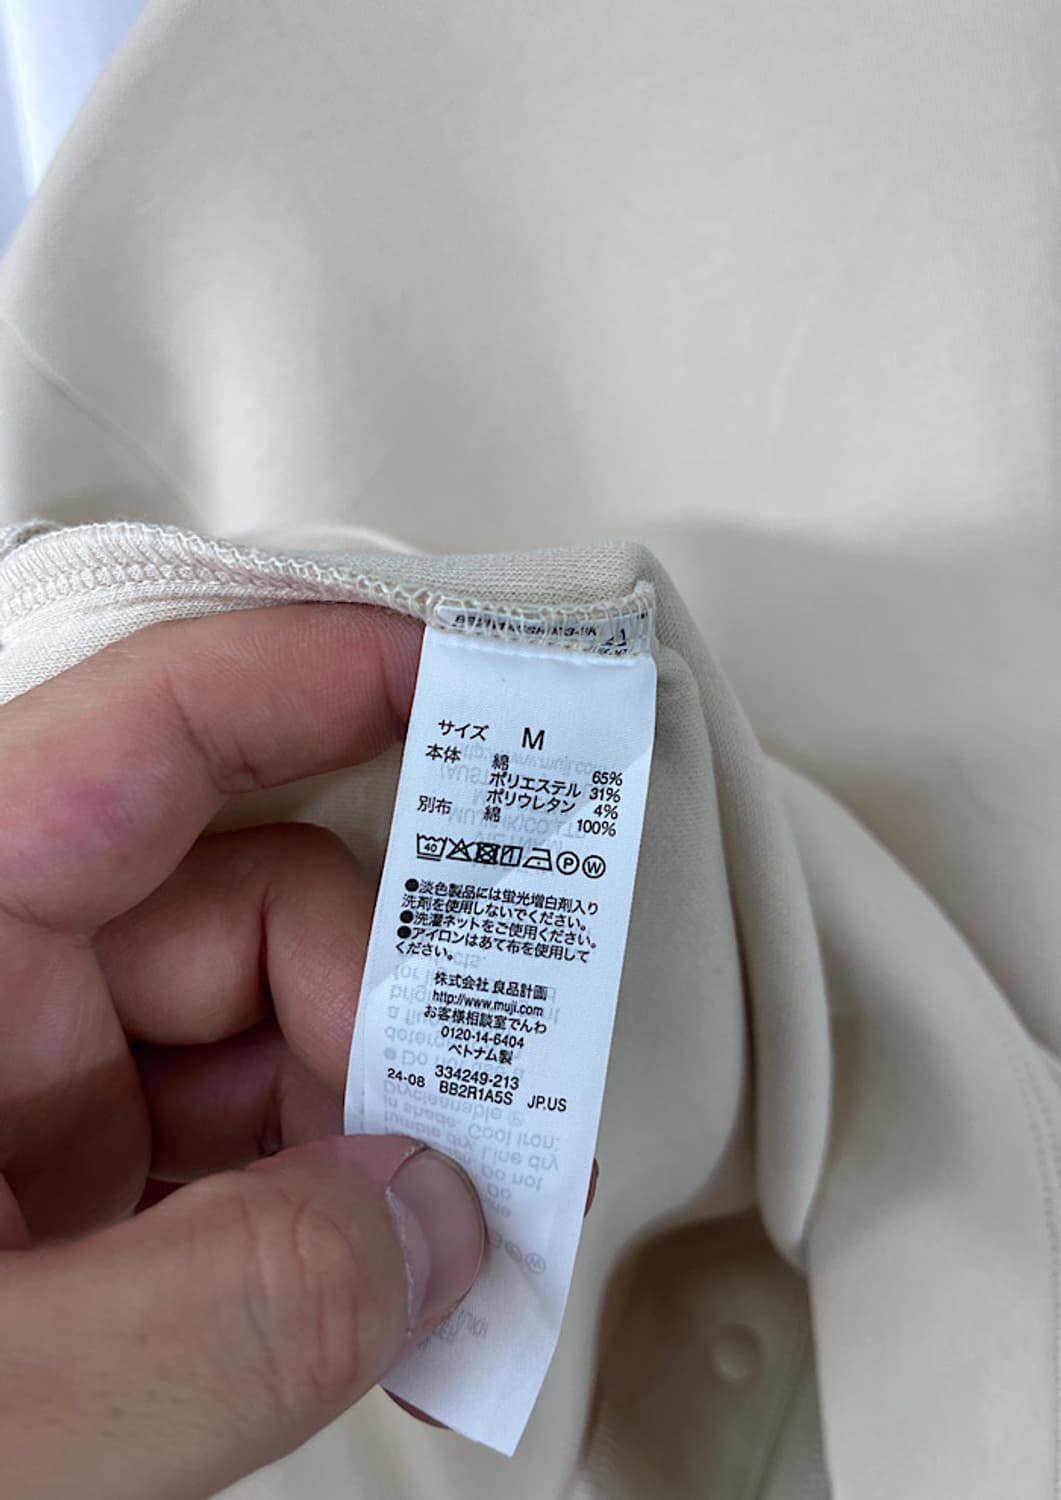 サイズ M
本体 綿 65%
ポリエステル 31%
ポリウレタン 4%
別布 綿 100%
40 P W
●淡色製品には蛍光増白剤入り
洗剤を使用しないでください。
●洗濯ネットをご使用ください。
●アイロンはあて布を使用して
ください。
株式会社 良品計画
http://www.muji.com
お客様相談室でんわ
0120-14-6404
ベトナム製
334249-213
24-08 BB2R1A5S JP.US